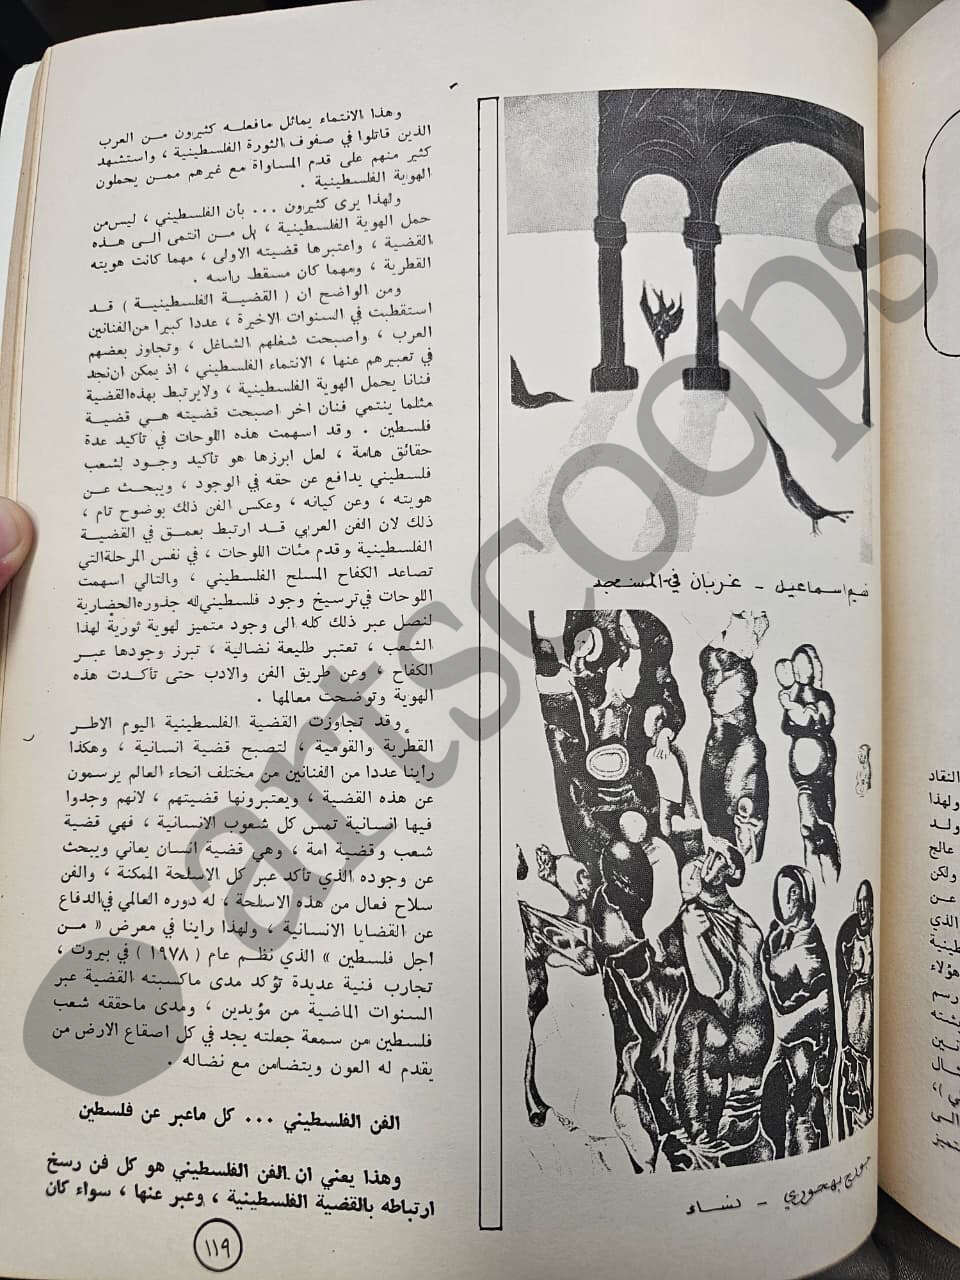 وهذا الانتماء يماثل مافعله كثيرون من العرب
الذين قاتلوا في صفوف الثورة الفلسطينية ، واستشهد
كثير منهم على قدم المساواة مع غيرهم ممن يحملون
الهوية الفلسطينية .
ولهذا يرى كثيرون ... بأن الفلسطيني ، ليس من
حمل الهوية الفلسطينية ، بل من انتمى الى هذه
القضية ، واعتبرها قضيته الاولى ، مهما كانت هويته
القطرية ، ومهما كان مسقط راسه .
ومن الواضح ان ( القضية الفلسطينية ) قد
استقطبت في السنوات الاخيرة ، عددا كبيرا من الفنانين
العرب ، واصبحت شغلهم الشاغل ، وتجاوز بعضهم
في تعبيرهم عنها ، الانتماء الفلسطيني ، اذ يمكن ان نجد
فنانا يحمل الهوية الفلسطينية ، ولايرتبط بهذه القضية
مثلما ينتمي فنان اخر اصبحت قضيته هي قضية
فلسطين . وقد اسهمت هذه اللوحات في تأكيد عدة
حقائق هامة ، لعل ابرزها هو تأكيد وجود لشعب
فلسطيني يدافع عن حقه في الوجود ، ويبحث عن
هويته ، وعن كيانه ، وعكس الفن ذلك بوضوح تام ،
ذلك لان الفن العربي قد ارتبط بعمق في القضية
الفلسطينية وقدم مئات اللوحات ، في نفس المرحلة التي
تصاعد الكفاح المسلح الفلسطيني ، والتالي اسهمت
اللوحات في ترسيخ وجود فلسطيني له جذوره الحضارية
لنصل عبر ذلك كله الى وجود متميز لهوية ثورية لهذا
الشعب ، تعتبر طليعة نضالية ، تبرز وجودها عبر
الكفاح ، وعن طريق الفن والادب حتى تأكدت هذه
الهوية وتوضحت معالمها .
وقد تجاوزت القضية الفلسطينية اليوم الاطر
القطرية والقومية ، لتصبح قضية انسانية ، وهكذا
راينا عددا من الفنانين من مختلف انحاء العالم يرسمون
عن هذه القضية ، ويعتبرونها قضيتهم ، لانهم وجدوا
فيها انسانية تمس كل شعوب الانسانية ، فهي قضية
شعب وقضية امة ، وهي قضية انسان يعاني ويبحث
عن وجوده الذي تأكد عبر كل الاسلحة الممكنة ، والفن
سلاح فعال من هذه الاسلحة ، له دوره العالمي في الدفاع
عن القضايا الانسانية ، ولهذا راينا في معرض « من
اجل فلسطين » الذي نظم عام ( ١٩٧٨ ) في بيروت ،
تجارب فنية عديدة تؤكد مدى ماكسبته القضية عبر
السنوات الماضية من مؤيدين ، ومدى ماحققه شعب
فلسطين من سمعة جعلته يجد في كل اصقاع الارض من
يقدم له العون ويتضامن مع نضاله .
الفن الفلسطيني ... كل ماعبر عن فلسطين
وهذا يعني ان الفن الفلسطيني هو كل فن رسخ
ارتباطه بالقضية الفلسطينية ، وعبر عنها ، سواء كان
١١٩
نعيم اسماعيل - غربان في المسجد
جورج بهجوري - نساء
artscoops
النقاد
ولهذا
ولد
عالج
ولكن
عن
الذي
هؤلاء
رسم